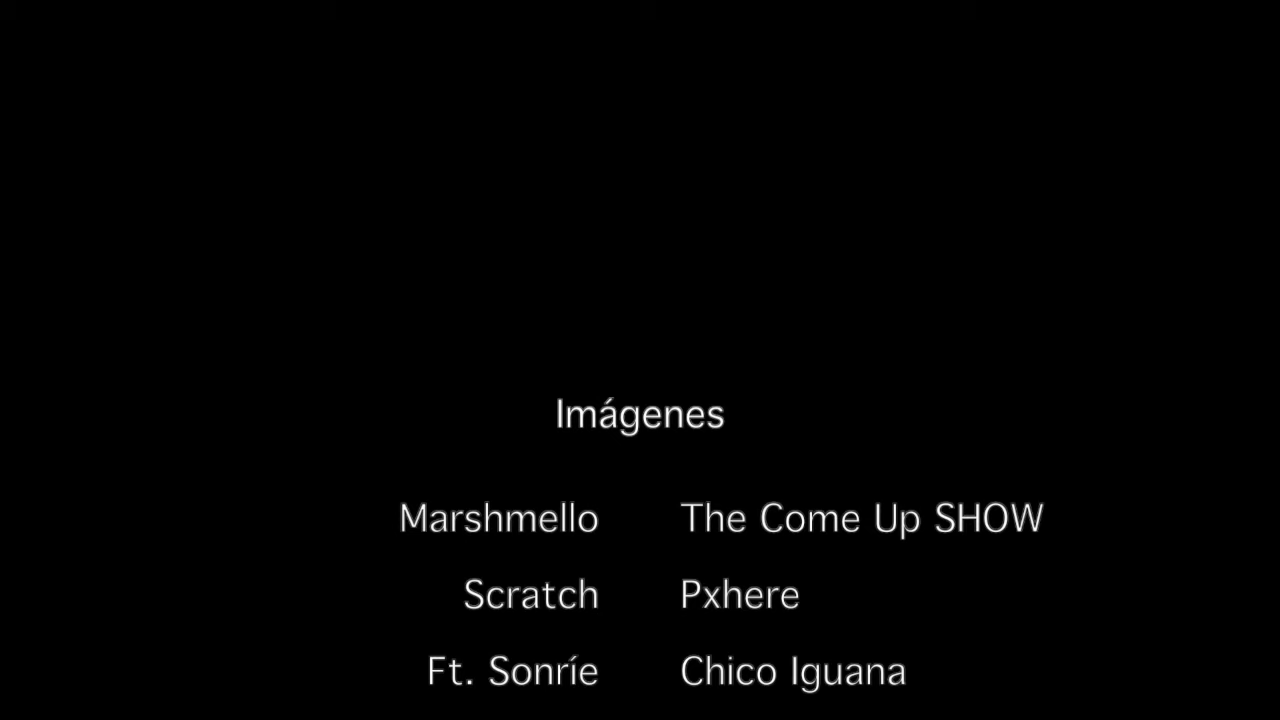 Imágenes
Marshmello The Come Up SHOW
Scratch Pxhere
Ft. Sonríe Chico Iguana